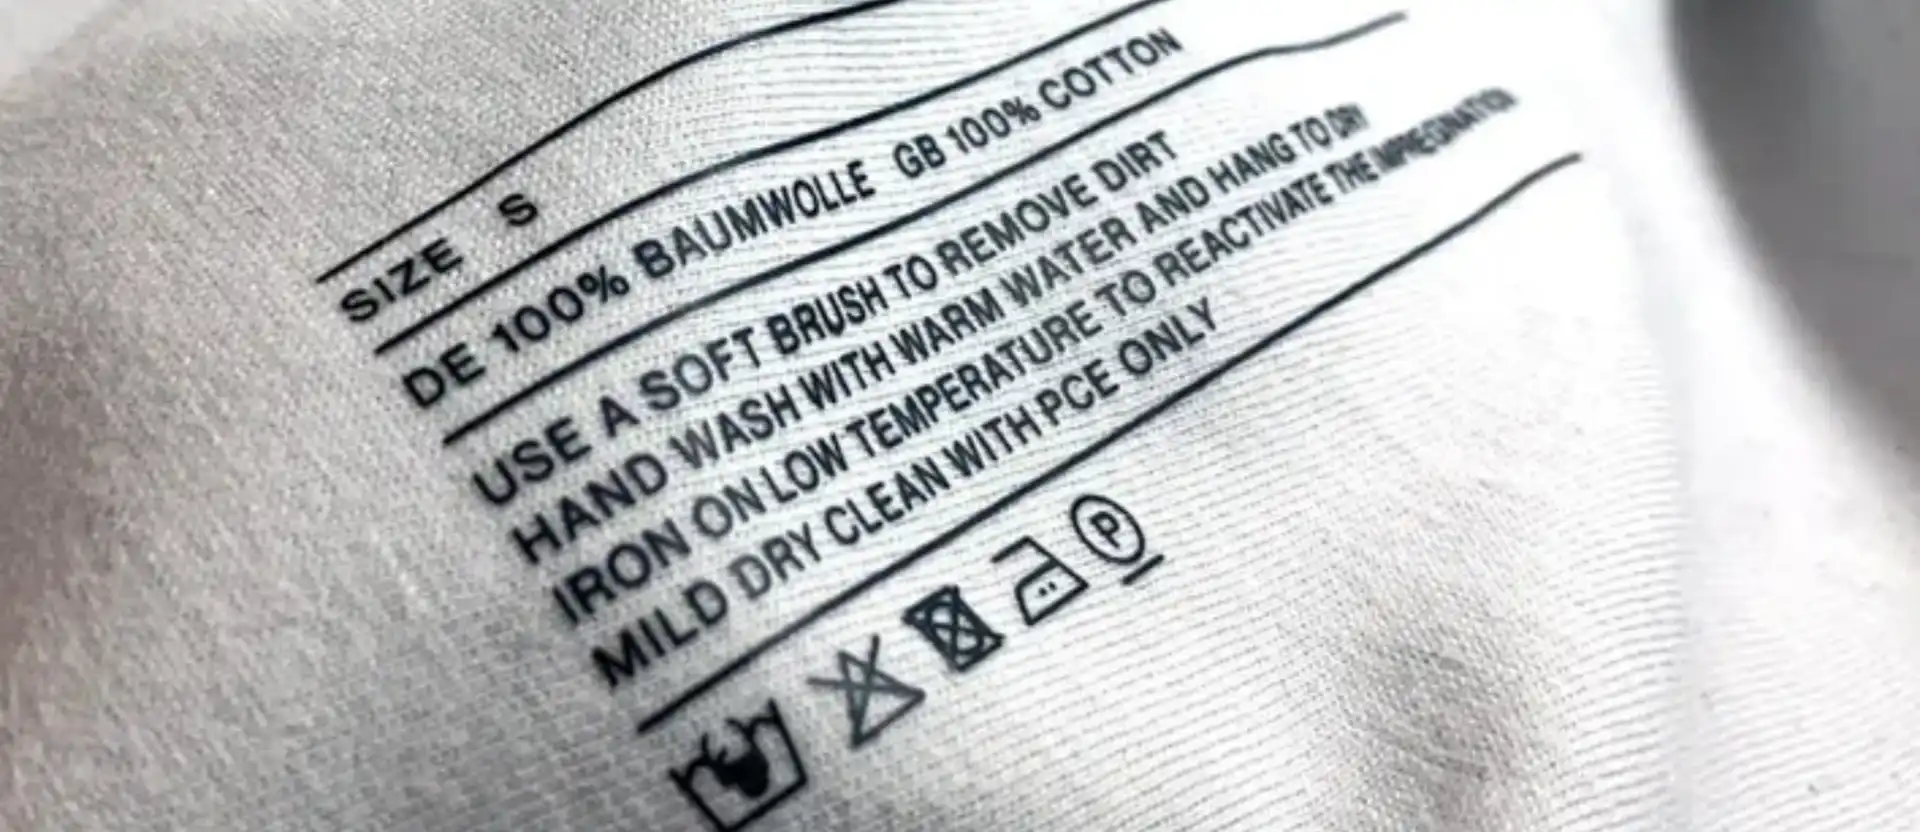 SIZE S
DE 100% BAUMWOLLE GB 100% COTTON
USE A SOFT BRUSH TO REMOVE DIRT
HAND WASH WITH WARM WATER AND HANG TO DRY
IRON ON LOW TEMPERATURE TO REACTIVATE THE IMPREGNATION
MILD DRY CLEAN WITH PCE ONLY
P